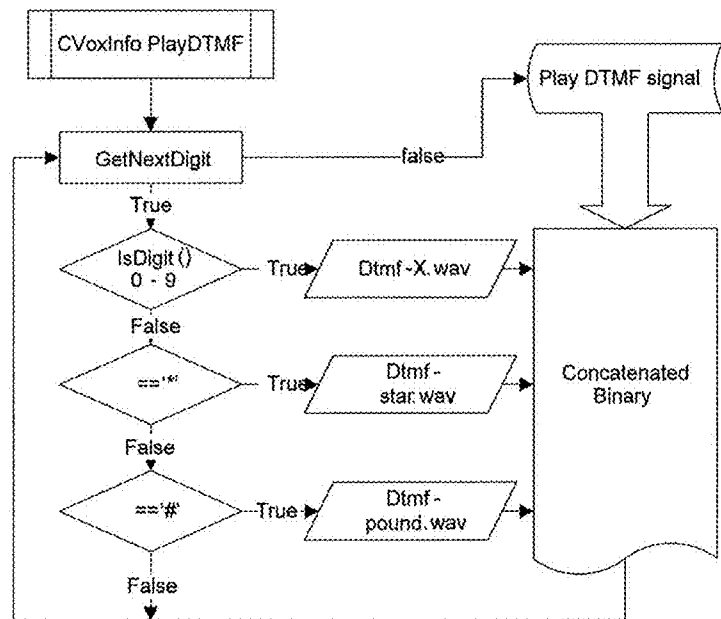 CVoxInfo PlayDTMF
Play DTMF signal
GetNextDigit
false
True
IsDigit ()
0 - 9
True
Dtmf -X. wav
False
=='*'
True
Dtmf -
star. wav
Concatenated
Binary
False
=='#'
True
Dtmf -
pound. wav
False